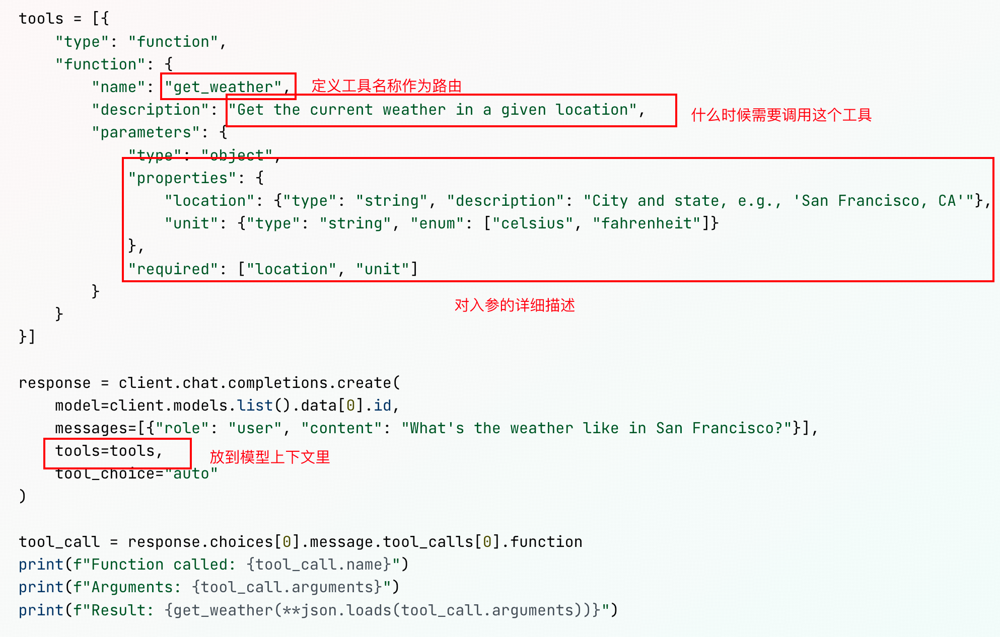 tools = [{
    "type": "function",
    "function": {
        "name": "get_weather", 定义工具名称作为路由
        "description": "Get the current weather in a given location", 什么时候需要调用这个工具
        "parameters": {
            "type": "object",
            "properties": {
                "location": {"type": "string", "description": "City and state, e.g., 'San Francisco, CA'"},
                "unit": {"type": "string", "enum": ["celsius", "fahrenheit"]}
            },
            "required": ["location", "unit"]
        }
对入参的详细描述
    }
}]
response = client.chat.completions.create(
    model=client.models.list().data[0].id,
    messages=[{"role": "user", "content": "What's the weather like in San Francisco?"}],
    tools=tools, 放到模型上下文里
    tool_choice="auto"
)
tool_call = response.choices[0].message.tool_calls[0].function
print(f"Function called: {tool_call.name}")
print(f"Arguments: {tool_call.arguments}")
print(f"Result: {get_weather(**json.loads(tool_call.arguments))}")